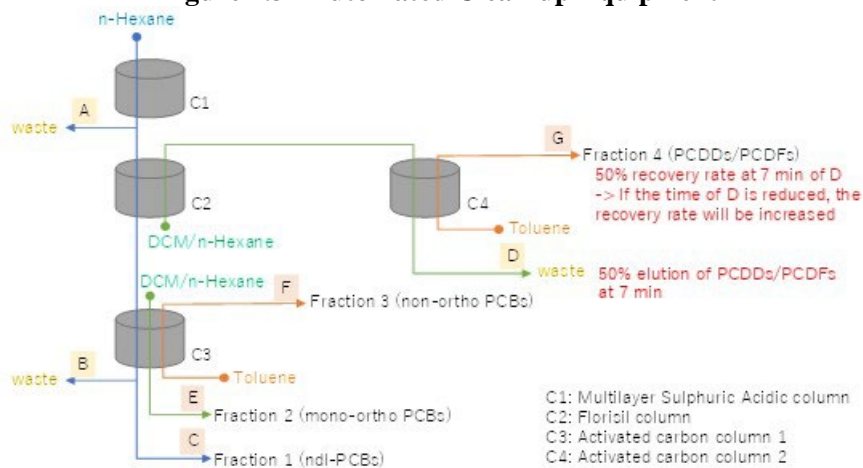 n-Hexane
C1
A
waste
G
Fraction 4 (PCDDs/PCDFs)
50% recovery rate at 7 min of D
-> If the time of D is reduced, the
recovery rate will be increased
C2
C4
Toluene
DCM/n-Hexane
D
waste
50% elution of PCDDs/PCDFs
at 7 min
DCM/n-Hexane
F
Fraction 3 (non-ortho PCBs)
C3
B
waste
Toluene
E
Fraction 2 (mono-ortho PCBs)
C
Fraction 1 (ndl-PCBs)
C1: Multilayer Sulphuric Acidic column
C2: Florisil column
C3: Activated carbon column 1
C4: Activated carbon column 2